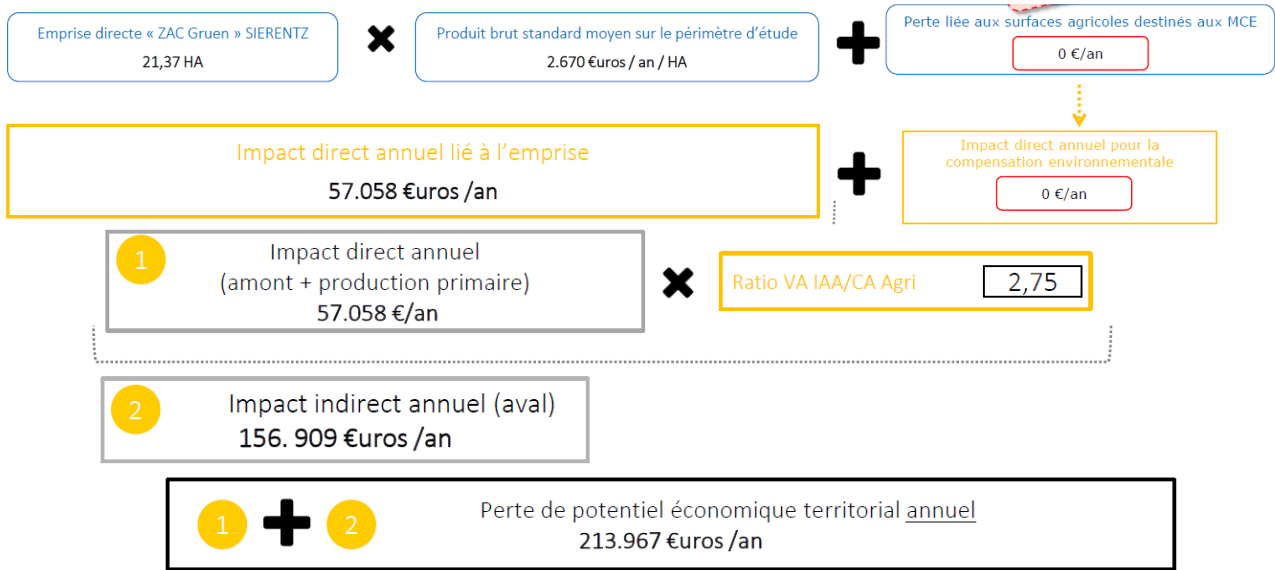 Emprise directe « ZAC Gruen » SIERENTZ
21,37 HA
Produit brut standard moyen sur le périmètre d’étude
2.670 €uros / an / HA
Perte liée aux surfaces agricoles destinés aux MCE
0 €/an
Impact direct annuel lié à l’emprise
57.058 €uros /an
Impact direct annuel pour la
compensation environnementale
0 €/an
1
Impact direct annuel
(amont + production primaire)
57.058 €/an
Ratio VA IAA/CA Agri
2,75
2
Impact indirect annuel (aval)
156. 909 €uros /an
1
2
Perte de potentiel économique territorial annuel
213.967 €uros /an